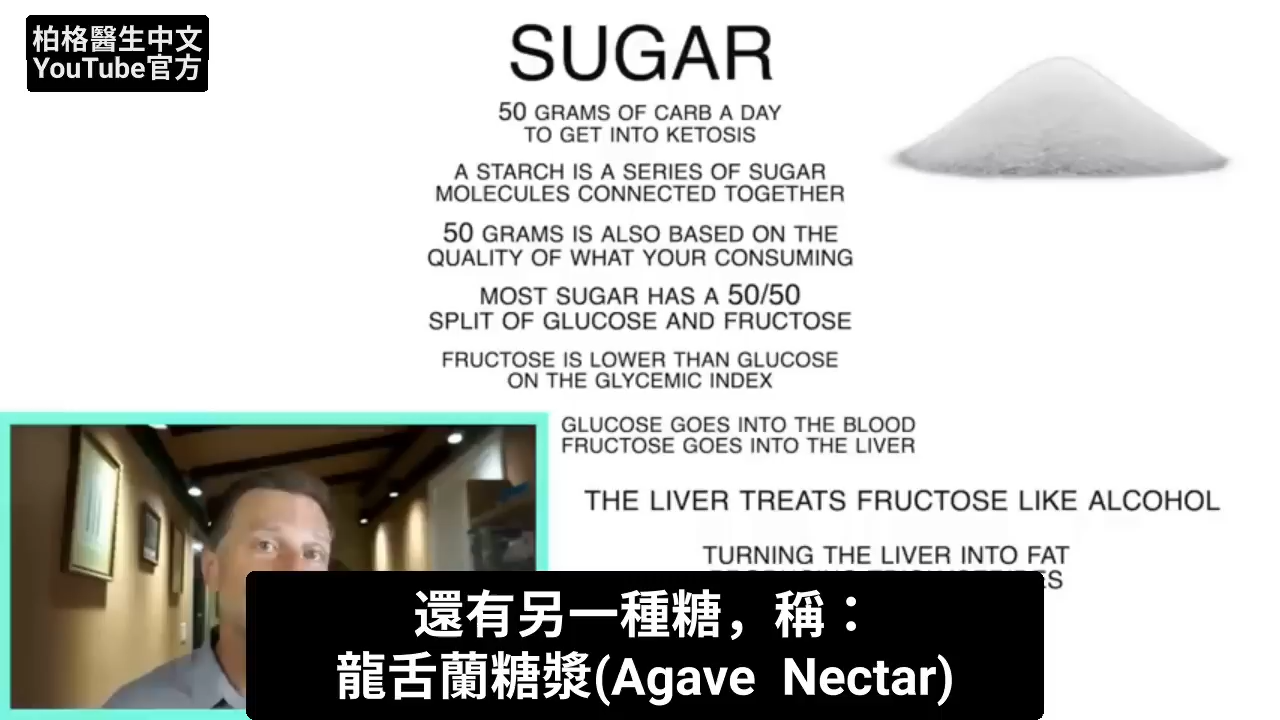 柏格醫生中文
YouTube官方
SUGAR
50 GRAMS OF CARB A DAY
TO GET INTO KETOSIS
A STARCH IS A SERIES OF SUGAR
MOLECULES CONNECTED TOGETHER
50 GRAMS IS ALSO BASED ON THE
QUALITY OF WHAT YOUR CONSUMING
MOST SUGAR HAS A 50/50
SPLIT OF GLUCOSE AND FRUCTOSE
FRUCTOSE IS LOWER THAN GLUCOSE
ON THE GLYCEMIC INDEX
GLUCOSE GOES INTO THE BLOOD
FRUCTOSE GOES INTO THE LIVER
THE LIVER TREATS FRUCTOSE LIKE ALCOHOL
TURNING THE LIVER INTO FAT
還有另一種糖，稱：
龍舌蘭糖漿(Agave Nectar)